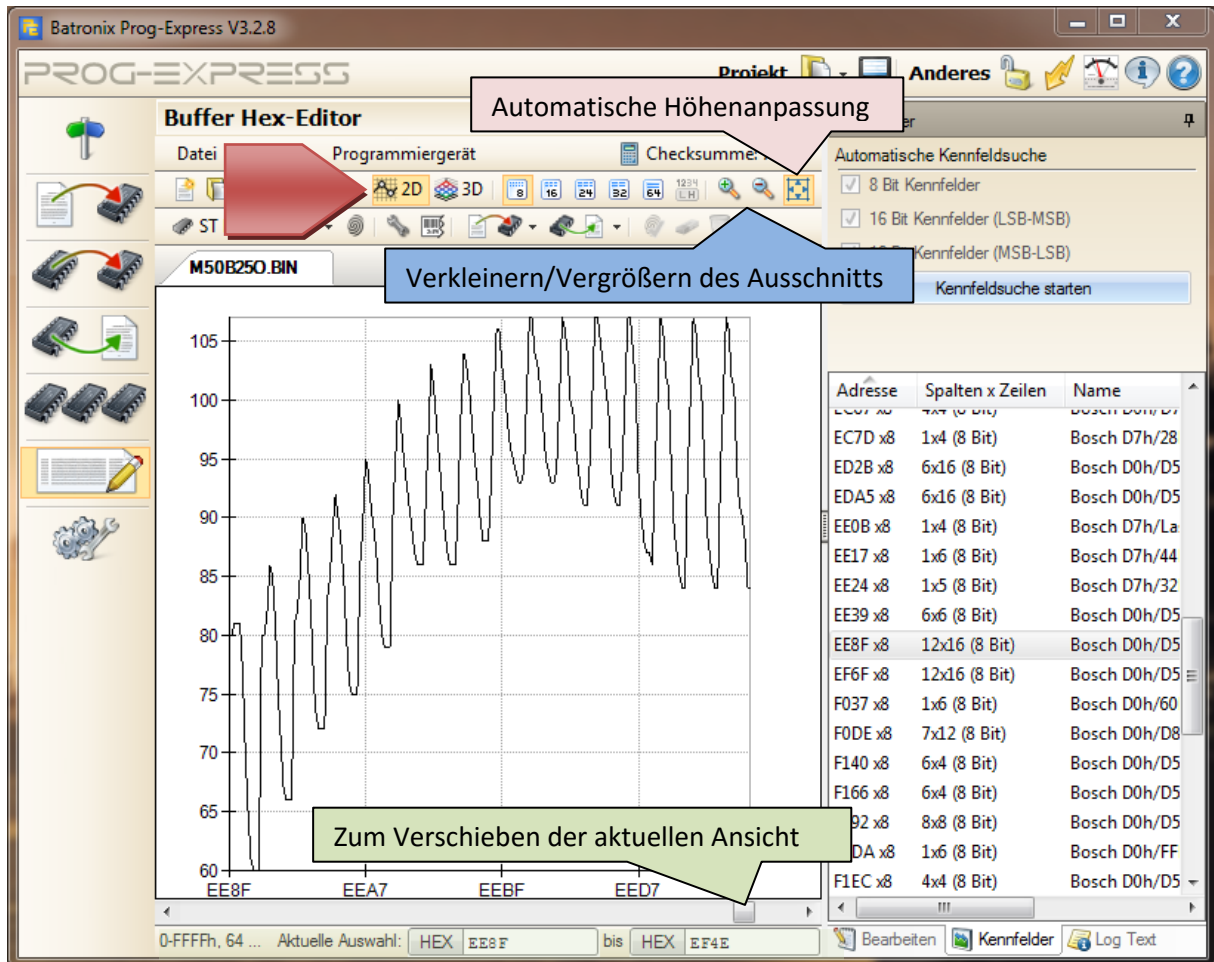 Batronix Prog-Express V3.2.8
PROG-EXPRESS
Projekt
Anderes
Automatische Höhenanpassung
Buffer Hex-Editor
Datei
Programmiergerät
Checksumme:
2D
3D
8
16
24
32
64
1234
L H
ST
M50B25O.BIN
Verkleinern/Vergrößern des Ausschnitts
Automatische Kennfeldsuche
8 Bit Kennfelder
16 Bit Kennfelder (LSB-MSB)
Kennfelder (MSB-LSB)
Kennfeldsuche starten
105
100
95
90
85
80
75
70
65
60
EE8F
EEA7
EEBF
EED7
Zum Verschieben der aktuellen Ansicht
Adresse Spalten x Zeilen Name
EC7D x8 1x4 (8 Bit) Bosch D7h/28
ED2B x8 6x16 (8 Bit) Bosch D0h/D5
EDA5 x8 6x16 (8 Bit) Bosch D0h/D5
EE0B x8 1x4 (8 Bit) Bosch D7h/La
EE17 x8 1x6 (8 Bit) Bosch D7h/44
EE24 x8 1x5 (8 Bit) Bosch D7h/32
EE39 x8 6x6 (8 Bit) Bosch D0h/D5
EE8F x8 12x16 (8 Bit) Bosch D0h/D5
EF6F x8 12x16 (8 Bit) Bosch D0h/D5
F037 x8 1x6 (8 Bit) Bosch D0h/60
F0DE x8 7x12 (8 Bit) Bosch D0h/D8
F140 x8 6x4 (8 Bit) Bosch D0h/D5
F166 x8 6x4 (8 Bit) Bosch D0h/D5
92 x8 8x8 (8 Bit) Bosch D0h/D5
DA x8 1x6 (8 Bit) Bosch D0h/FF
F1EC x8 4x4 (8 Bit) Bosch D0h/D5
0-FFFFh, 64 ... Aktuelle Auswahl: HEX EE8F bis HEX EF4E
Bearbeiten Kennfelder Log Text